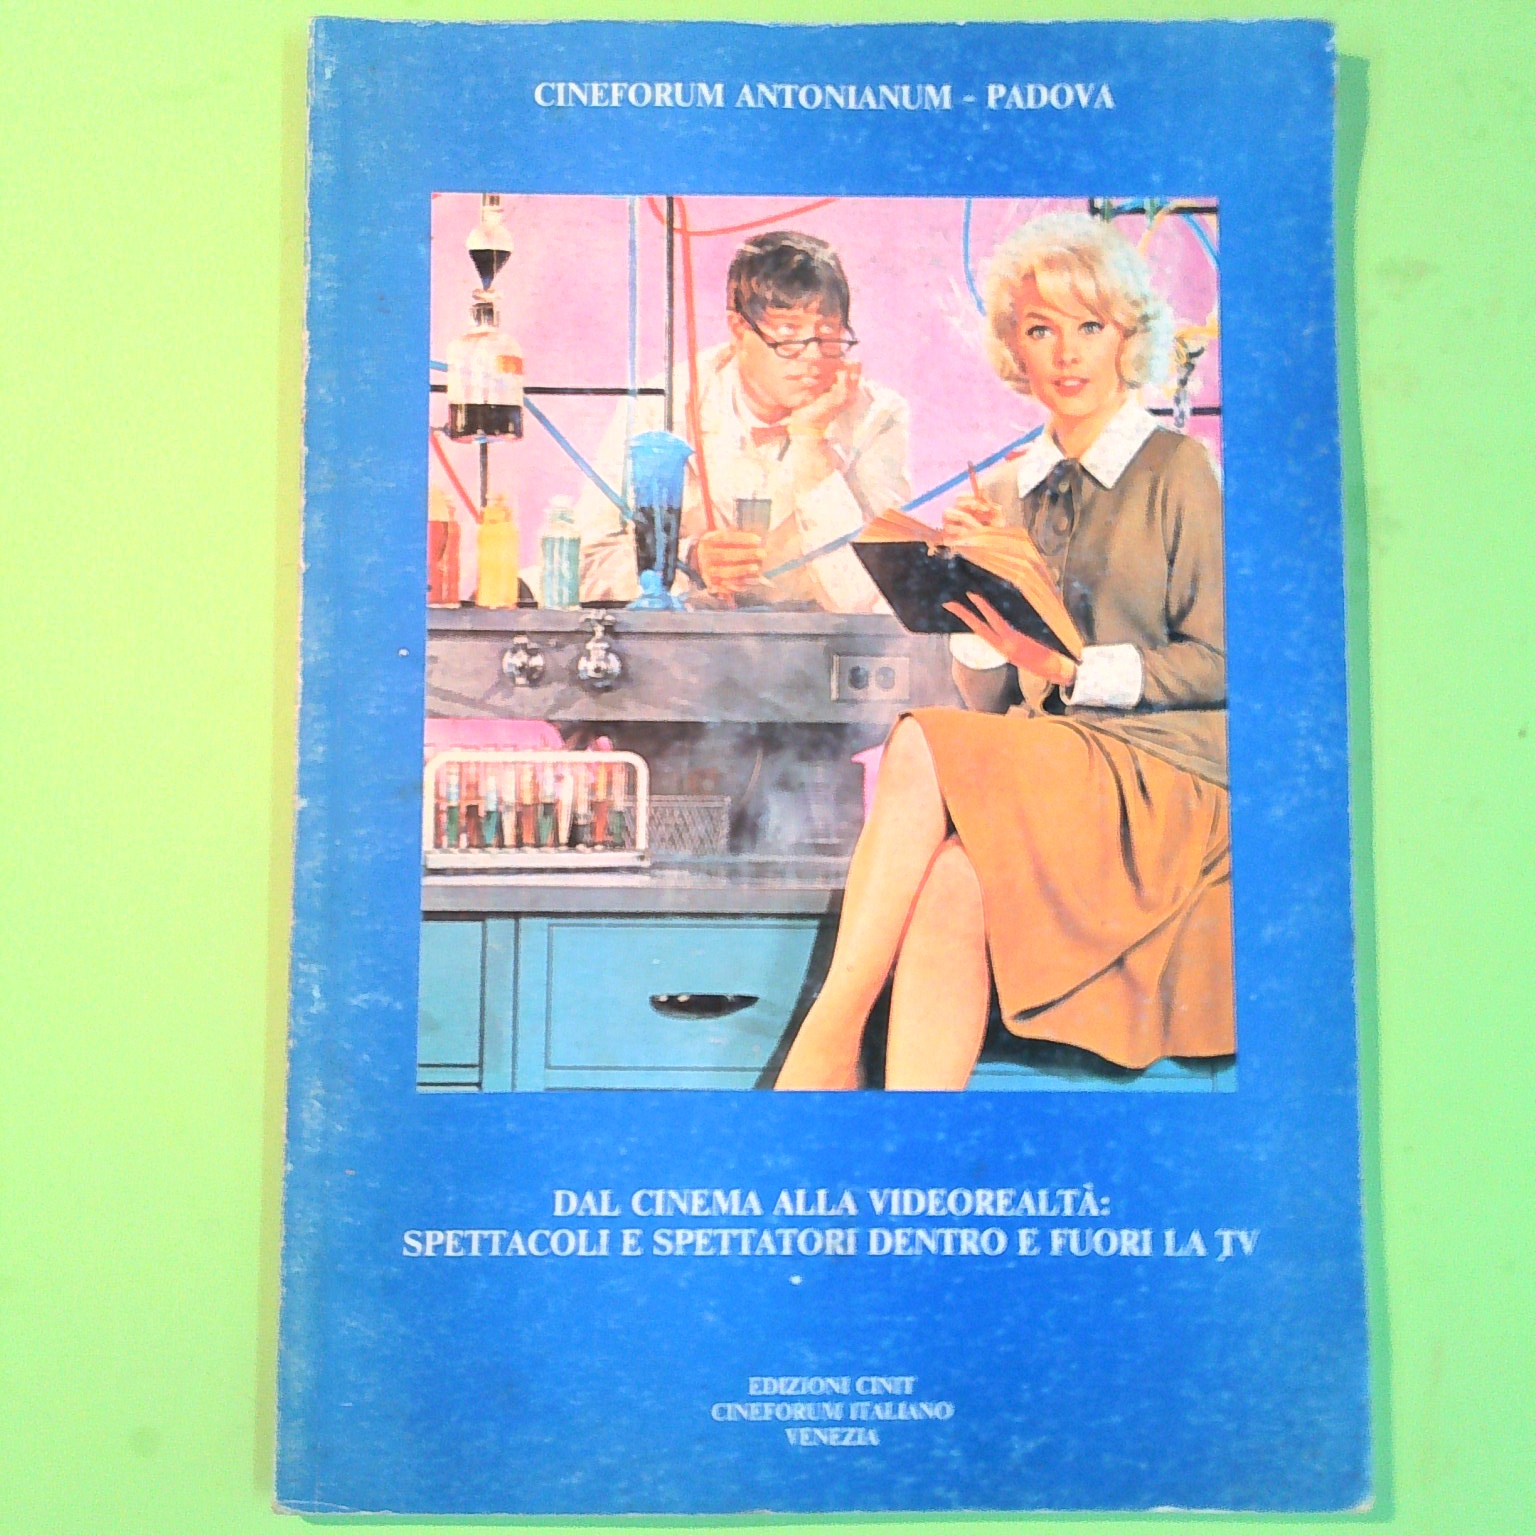 CINEFORUM ANTONIANUM - PADOVA
DAL CINEMA ALLA VIDEOREALTÀ:
SPETTACOLI E SPETTATORI DENTRO E FUORI LA TV
EDIZIONI CINIT
CINEFORUM ITALIANO
VENEZIA